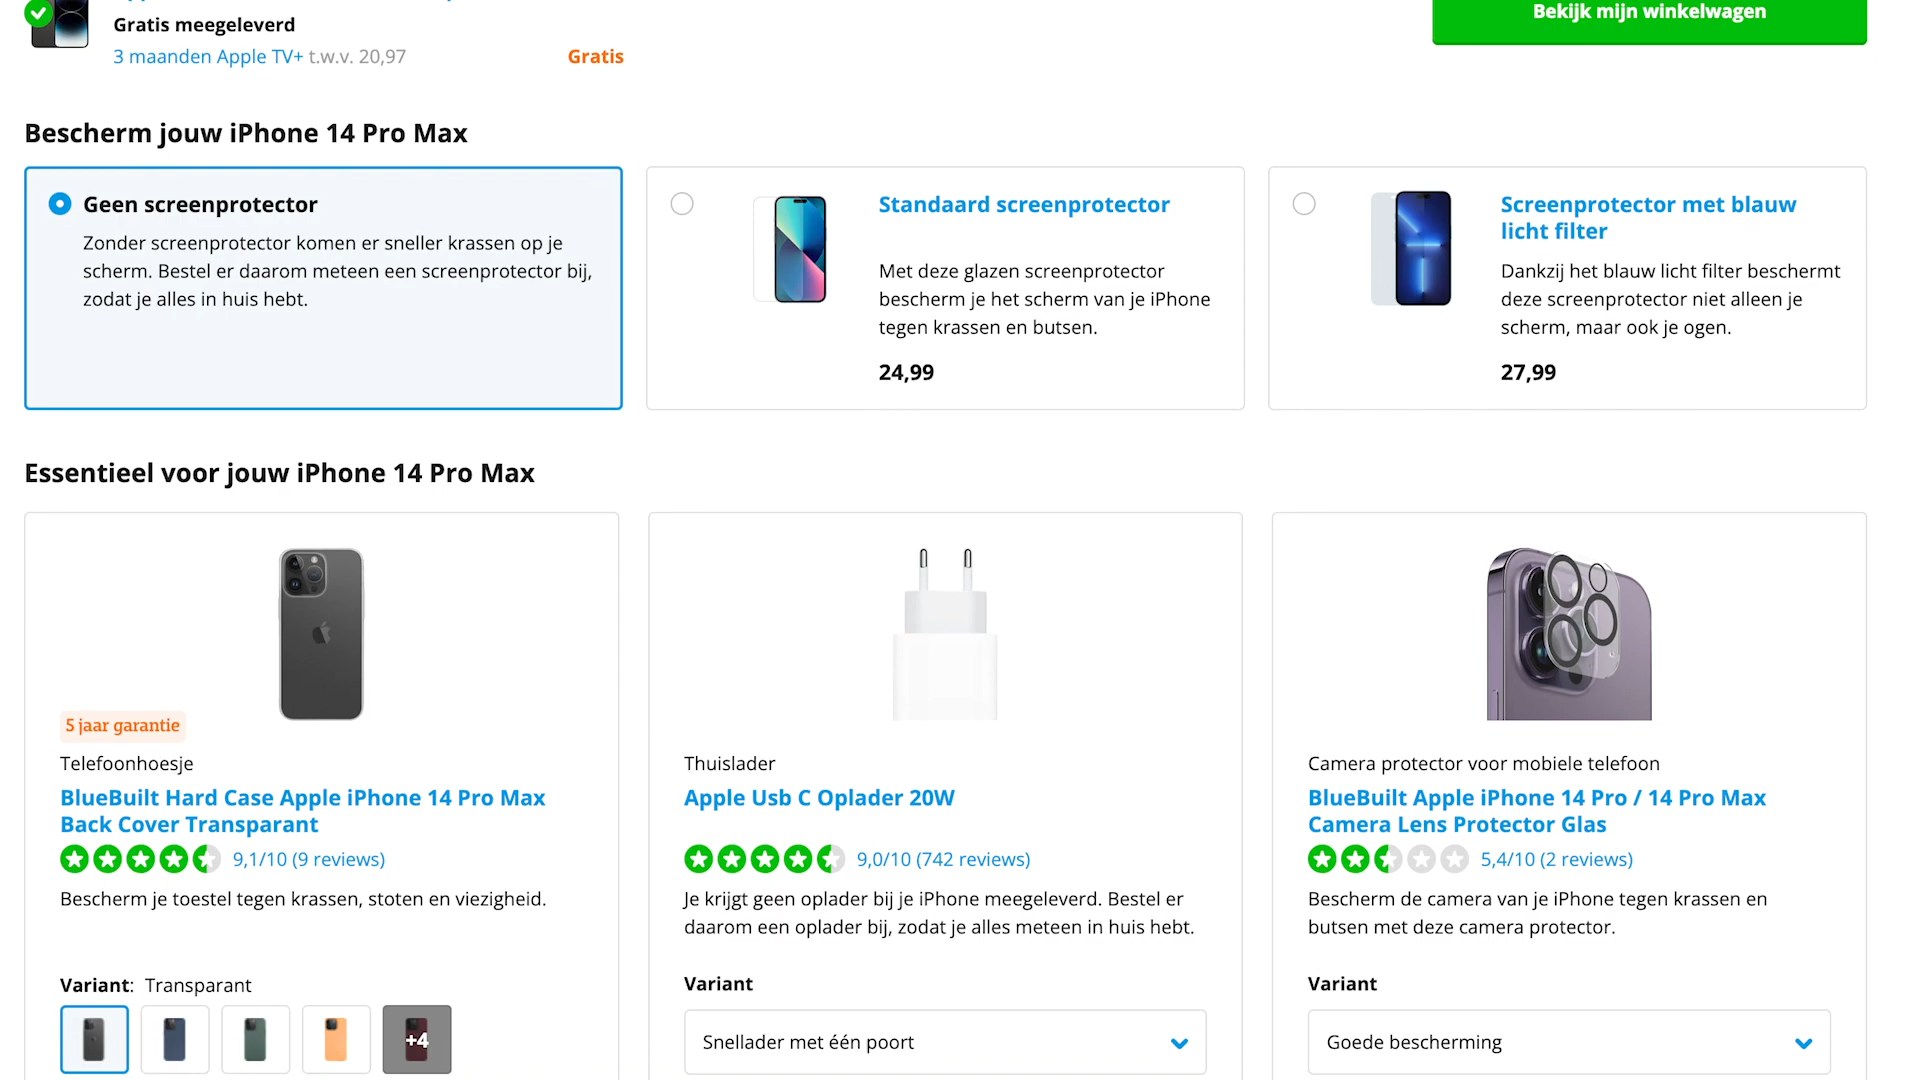 Bekijk mijn winkelwagen
Gratis meegeleverd
3 maanden Apple TV+ t.w.v. 20,97
Gratis
Bescherm jouw iPhone 14 Pro Max
Geen screenprotector
Zonder screenprotector komen er sneller krassen op je
scherm. Bestel er daarom meteen een screenprotector bij,
zodat je alles in huis hebt.
Standaard screenprotector
Met deze glazen screenprotector
bescherm je het scherm van je iPhone
tegen krassen en butsen.
24,99
Screenprotector met blauw
licht filter
Dankzij het blauw licht filter beschermt
deze screenprotector niet alleen je
scherm, maar ook je ogen.
27,99
Essentieel voor jouw iPhone 14 Pro Max
5 jaar garantie
Telefoonhoesje
BlueBuilt Hard Case Apple iPhone 14 Pro Max
Back Cover Transparant
9,1/10 (9 reviews)
Bescherm je toestel tegen krassen, stoten en viezigheid.
Variant: Transparant
+4
Thuislader
Apple Usb C Oplader 20W
9,0/10 (742 reviews)
Je krijgt geen oplader bij je iPhone meegeleverd. Bestel er
daarom een oplader bij, zodat je alles meteen in huis hebt.
Variant
Snellader met één poort
Camera protector voor mobiele telefoon
BlueBuilt Apple iPhone 14 Pro / 14 Pro Max
Camera Lens Protector Glas
5,4/10 (2 reviews)
Bescherm de camera van je iPhone tegen krassen en
butsen met deze camera protector.
Variant
Goede bescherming